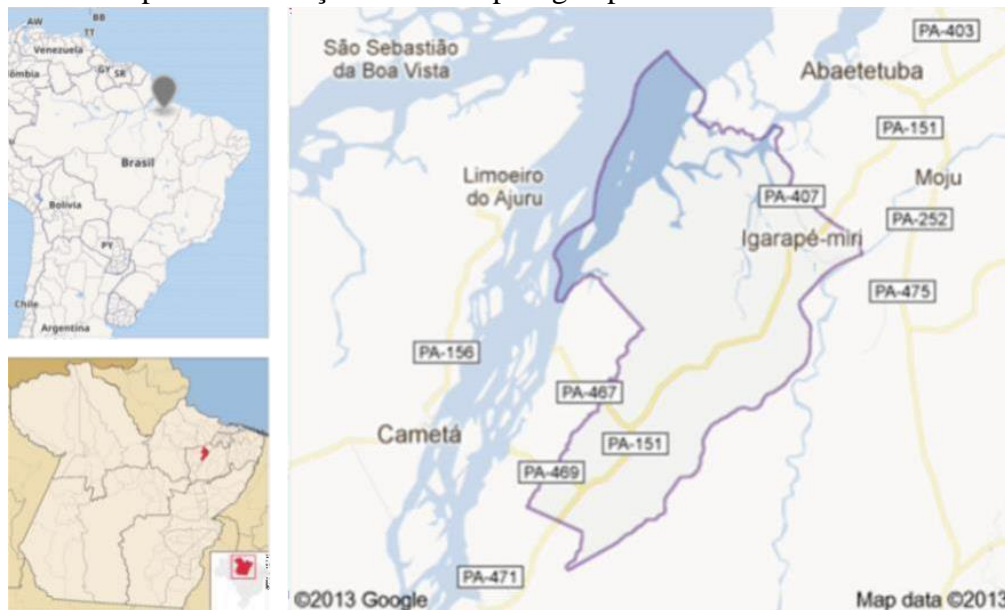 AW
BB
TT
Venezuela
GY
SR
ômbia
Brasil
Bolívia
PY
Chile
Argentina
São Sebastião
da Boa Vista
PA-403
Abaetetuba
PA-151
Limoeiro
do Ajuru
Moju
PA-407
PA-252
Igarapé-miri
PA-475
PA-156
PA-467
Cametá
PA-151
PA-469
PA-471
©2013 Google
Map data ©2013